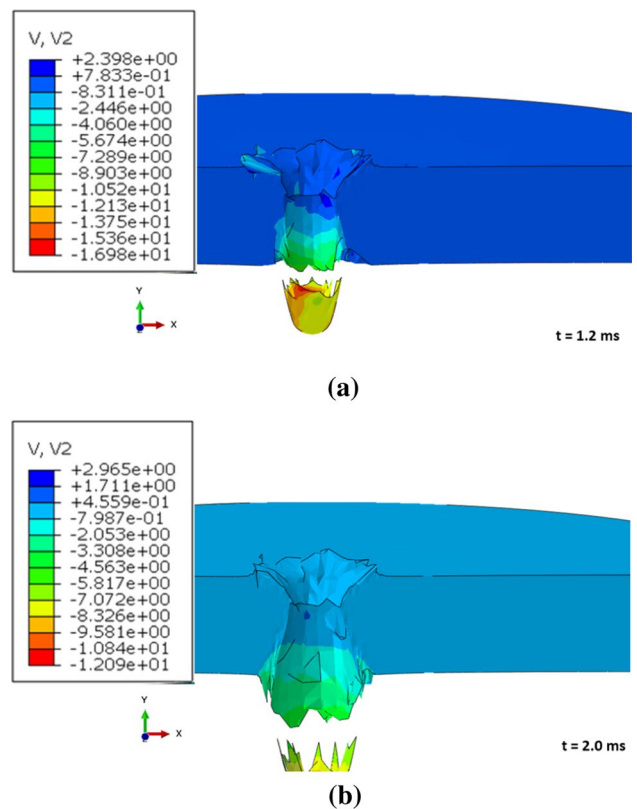 V, V2
+2.398e+00
+7.833e-01
-8.311e-01
-2.446e+00
-4.060e+00
-5.674e+00
-7.289e+00
-8.903e+00
-1.052e+01
-1.213e+01
-1.375e+01
-1.536e+01
-1.698e+01
Y
Z
X
t = 1.2 ms
(a)
V, V2
+2.965e+00
+1.711e+00
+4.559e-01
-7.987e-01
-2.053e+00
-3.308e+00
-4.563e+00
-5.817e+00
-7.072e+00
-8.326e+00
-9.581e+00
-1.084e+01
-1.209e+01
Y
Z
X
t = 2.0 ms
(b)